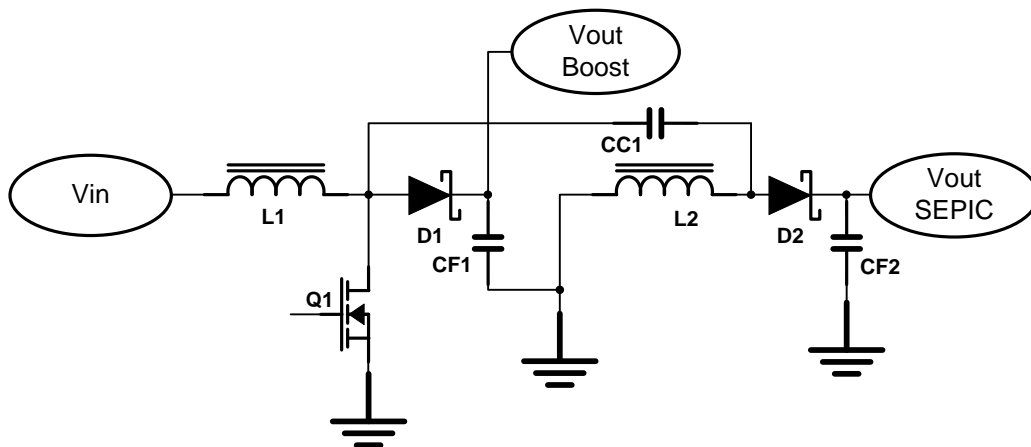 Vout
Boost
CC1
Vin
L1
D1
CF1
L2
D2
Vout
SEPIC
CF2
Q1